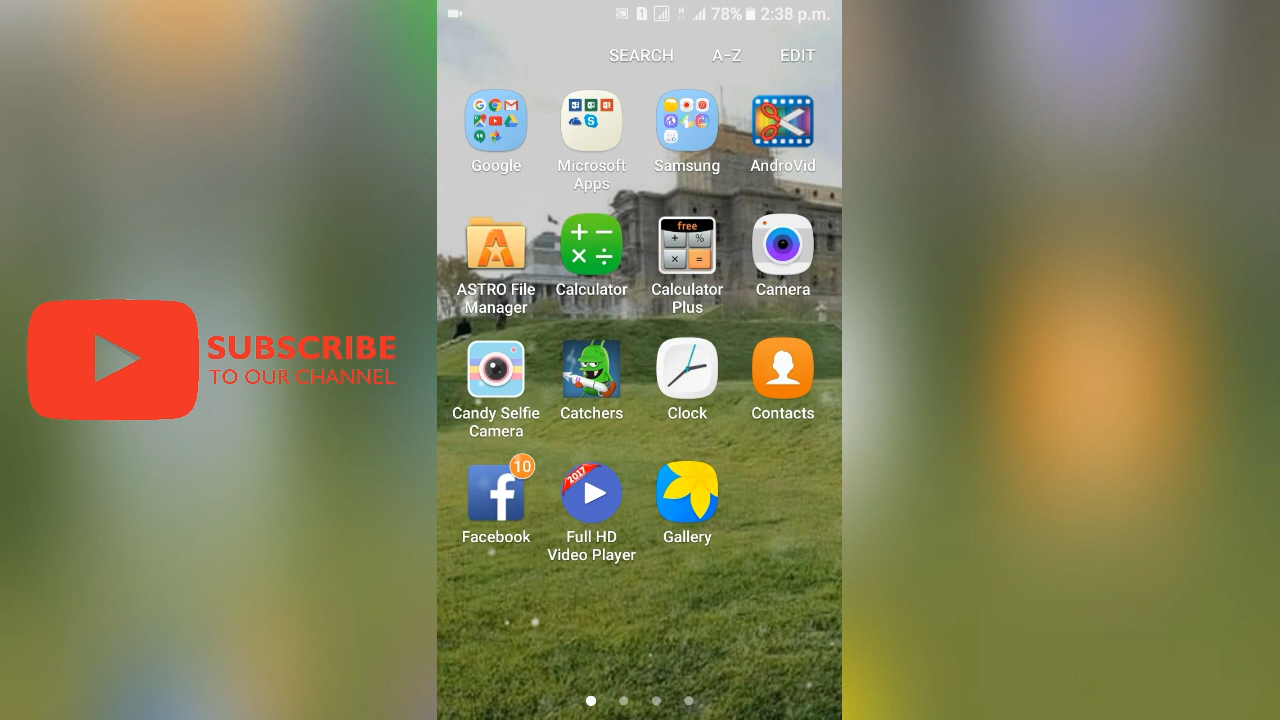 78% 2:38 p.m.
SEARCH A-Z EDIT
Google Microsoft Apps Samsung AndroVid
free
ASTRO File Manager Calculator Calculator Plus Camera
SUBSCRIBE
TO OUR CHANNEL
Candy Selfie Camera Catchers Clock Contacts
10
2017
Facebook Full HD Video Player Gallery